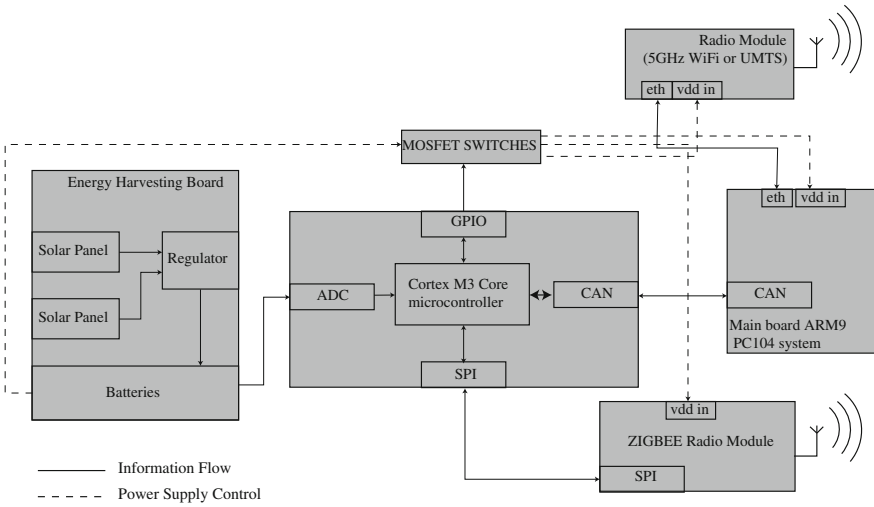 Radio Module
(5GHz WiFi or UMTS)
eth
vdd in
MOSFET SWITCHES
Energy Harvesting Board
eth
vdd in
GPIO
Solar Panel
Regulator
Cortex M3 Core
microcontroller
ADC
CAN
CAN
Solar Panel
Main board ARM9
PC104 system
SPI
Batteries
vdd in
ZIGBEE Radio Module
SPI
Information Flow
Power Supply Control